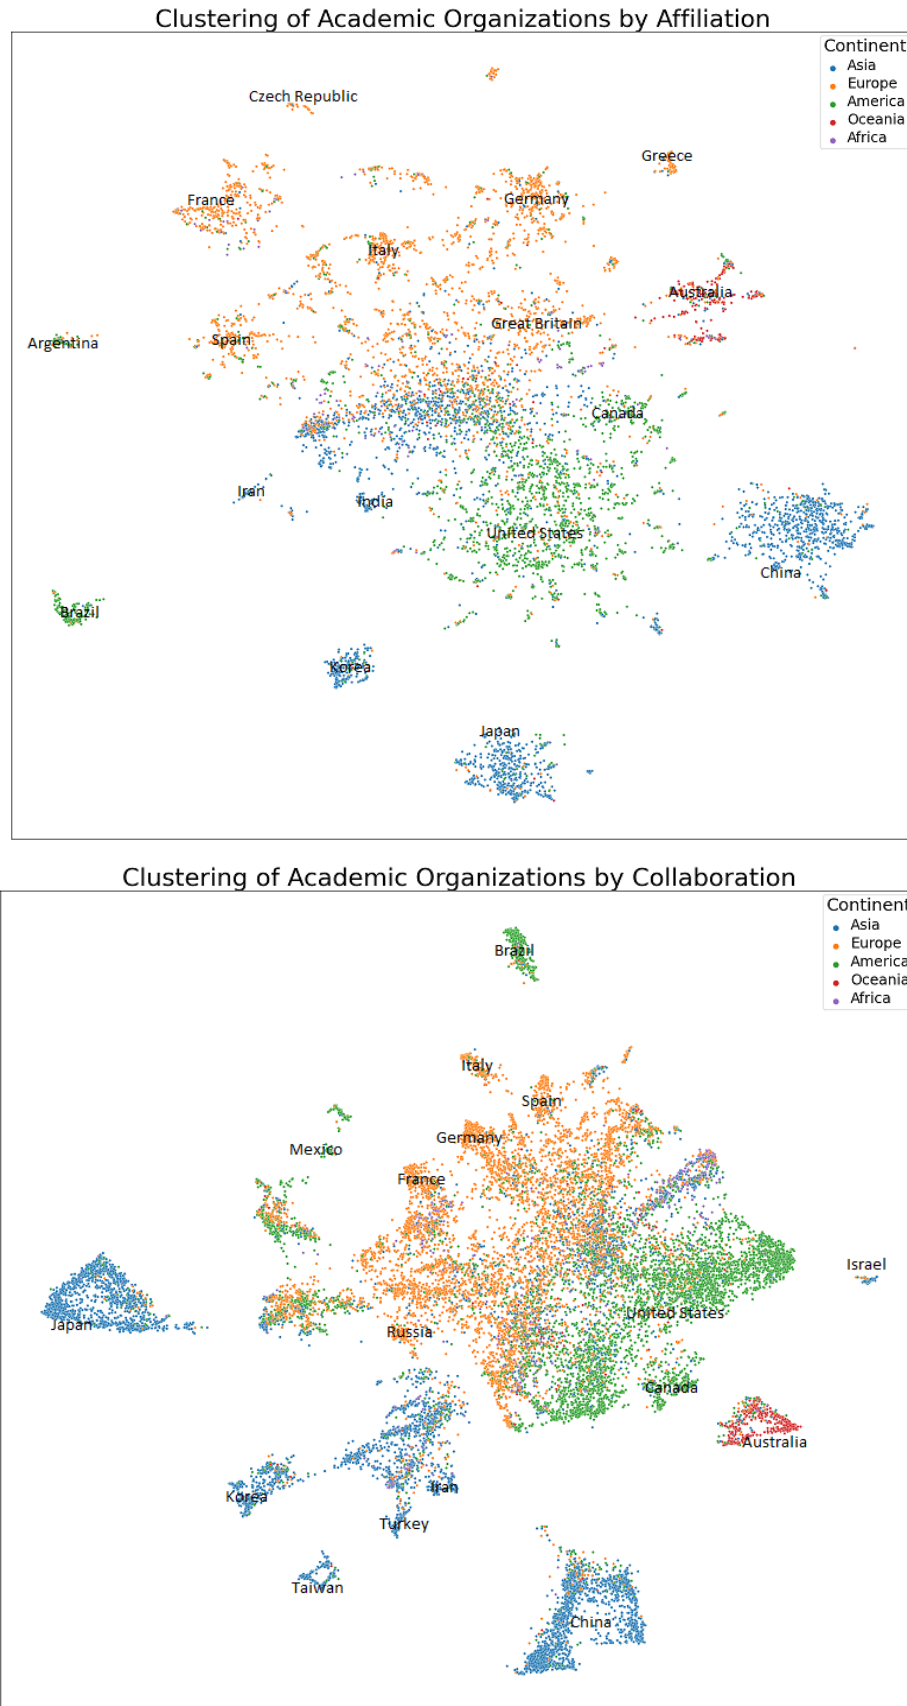 Clustering of Academic Organizations by Affiliation
Continent
Asia
Europe
America
Oceania
Africa
Czech Republic
Greece
France
Germany
Italy
Australia
Great Britain
Spain
Argentina
Canada
Iran
India
United States
China
Brazil
Korea
Japan
Clustering of Academic Organizations by Collaboration
Continent
Asia
Europe
America
Oceania
Africa
Brazil
Italy
Spain
Germany
Mexico
France
Israel
United States
Japan
Russia
Canada
Australia
Iran
Korea
Turkey
Taiwan
China